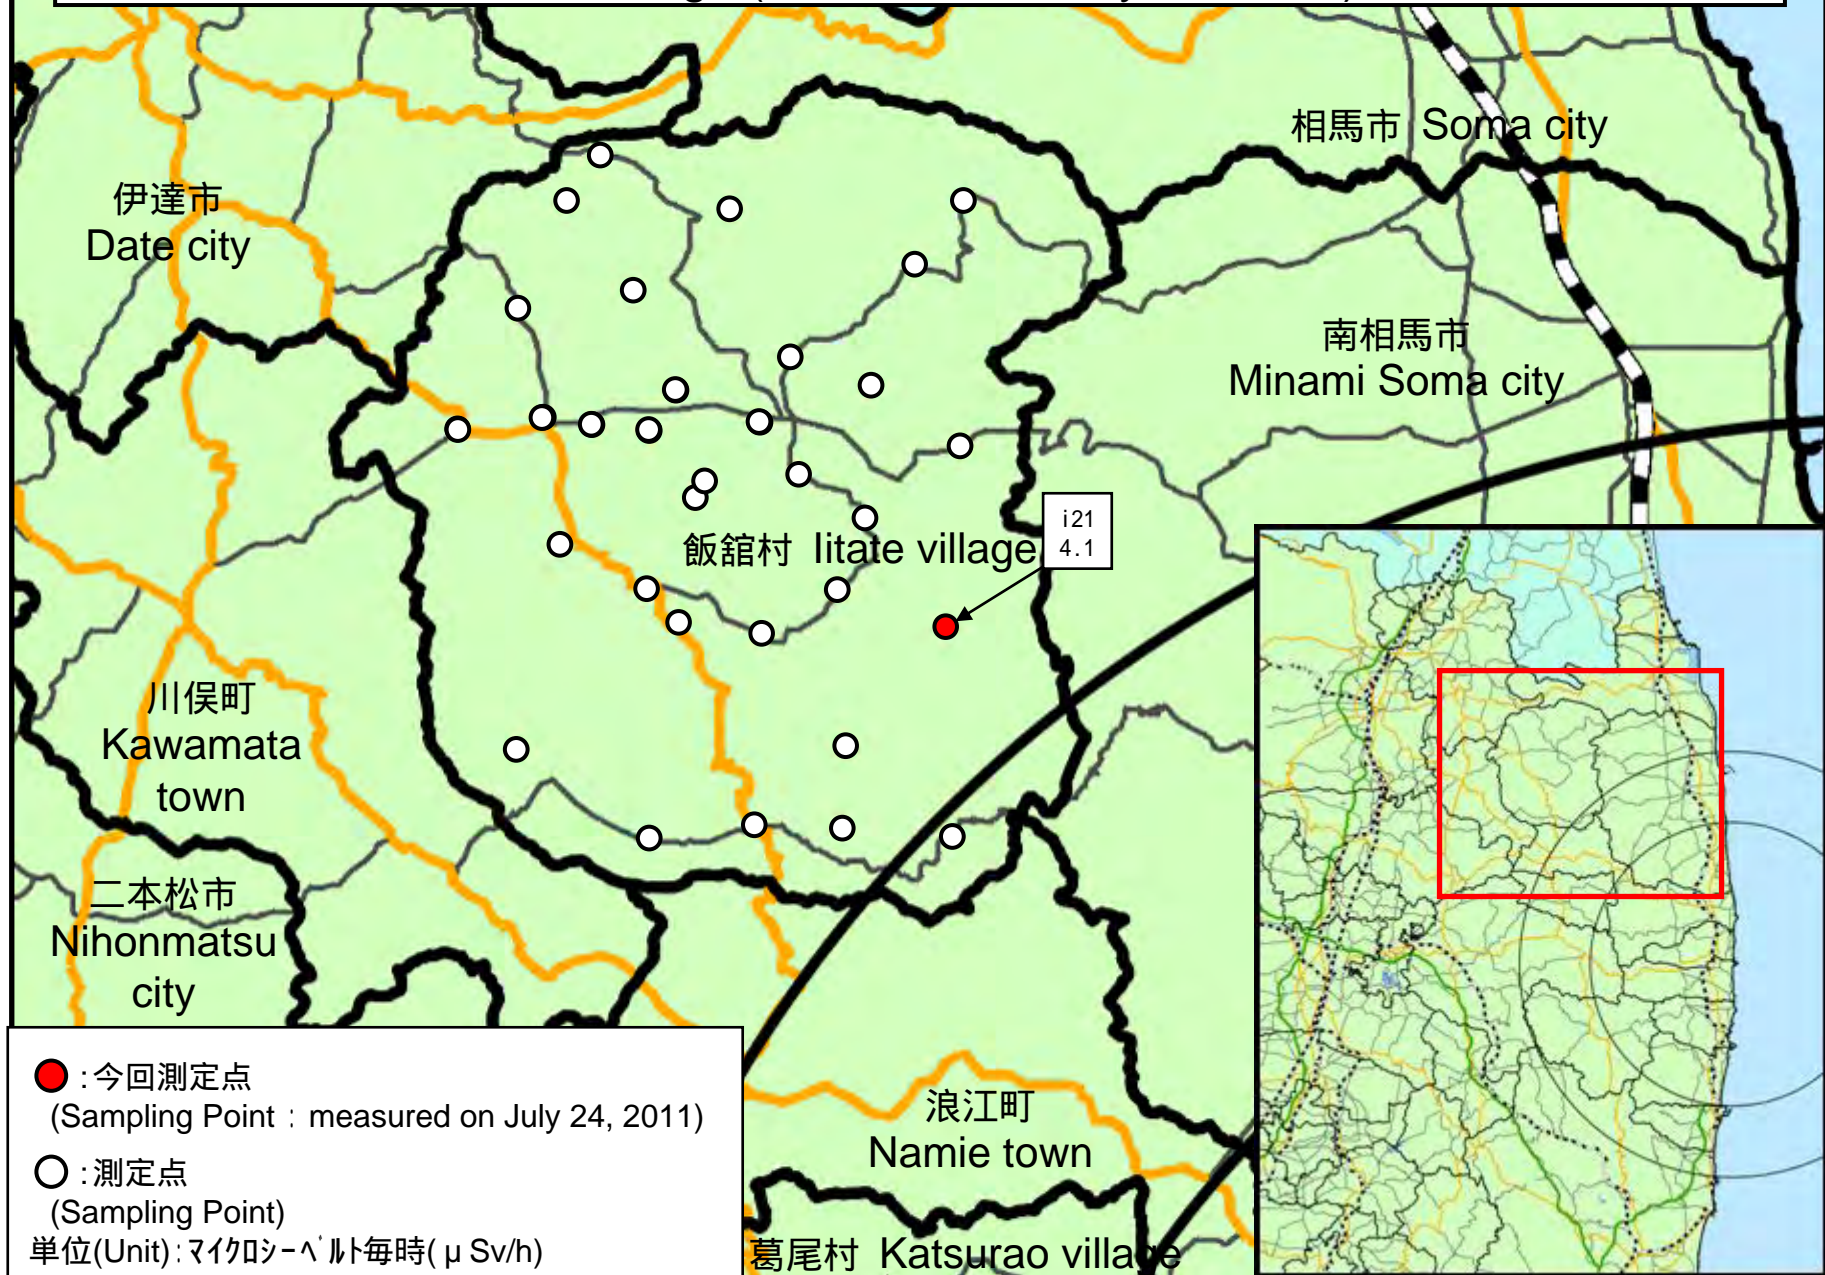 相馬市 Soma city
伊達市
Date city
南相馬市
Minami Soma city
i21
4.1
飯舘村 Iitate village
川俣町
Kawamata
town
二本松市
Nihonmatsu
city
●:今回測定点
(Sampling Point : measured on July 24, 2011)
○:測定点
(Sampling Point)
単位(Unit):マイクロシーベルト毎時(μSv/h)
浪江町
Namie town
葛尾村 Katsurao village